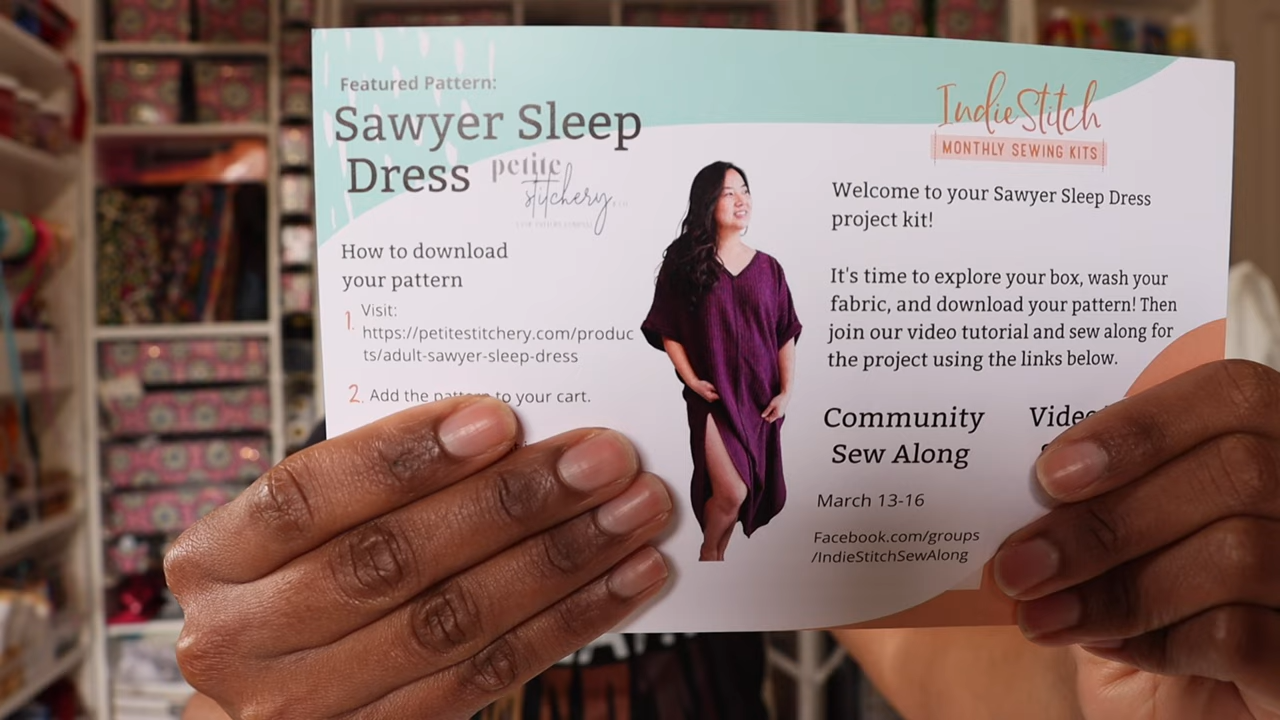 Featured Pattern:
Sawyer Sleep
Dress
petite
stitchery
How to download
your pattern
1. Visit:
https://petitestitchery.com/produc
ts/adult-sawyer-sleep-dress
2. Add the pattern to your cart.
IndieStitch
MONTHLY SEWING KITS
Welcome to your Sawyer Sleep Dress
project kit!
It's time to explore your box, wash your
fabric, and download your pattern! Then
join our video tutorial and sew along for
the project using the links below.
Community
Sew Along
March 13-16
Facebook.com/groups
/IndieStitchSewAlong
Video